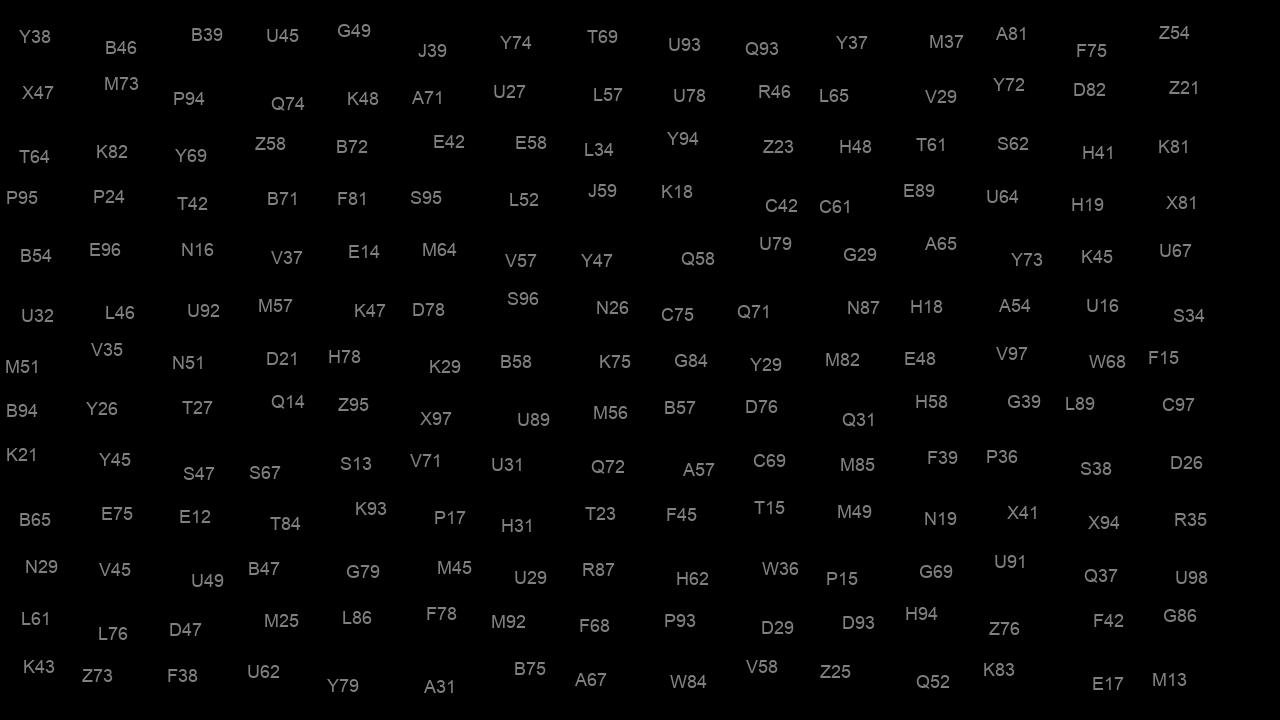 Y38 B46 B39 U45 G49 J39 Y74 T69 U93 Q93 Y37 M37 A81 F75 Z54
X47 M73 P94 Q74 K48 A71 U27 L57 U78 R46 L65 V29 Y72 D82 Z21
T64 K82 Y69 Z58 B72 E42 E58 L34 Y94 Z23 H48 T61 S62 H41 K81
P95 P24 T42 B71 F81 S95 L52 J59 K18 C42 C61 E89 U64 H19 X81
B54 E96 N16 V37 E14 M64 V57 Y47 Q58 U79 G29 A65 Y73 K45 U67
U32 L46 U92 M57 K47 D78 S96 N26 C75 Q71 N87 H18 A54 U16 S34
M51 V35 N51 D21 H78 K29 B58 K75 G84 Y29 M82 E48 V97 W68 F15
B94 Y26 T27 Q14 Z95 X97 U89 M56 B57 D76 Q31 H58 G39 L89 C97
K21 Y45 S47 S67 S13 V71 U31 Q72 A57 C69 M85 F39 P36 S38 D26
B65 E75 E12 T84 K93 P17 H31 T23 F45 T15 M49 N19 X41 X94 R35
N29 V45 U49 B47 G79 M45 U29 R87 H62 W36 P15 G69 U91 Q37 U98
L61 L76 D47 M25 L86 F78 M92 F68 P93 D29 D93 H94 Z76 F42 G86
K43 Z73 F38 U62 Y79 A31 B75 A67 W84 V58 Z25 Q52 K83 E17 M13